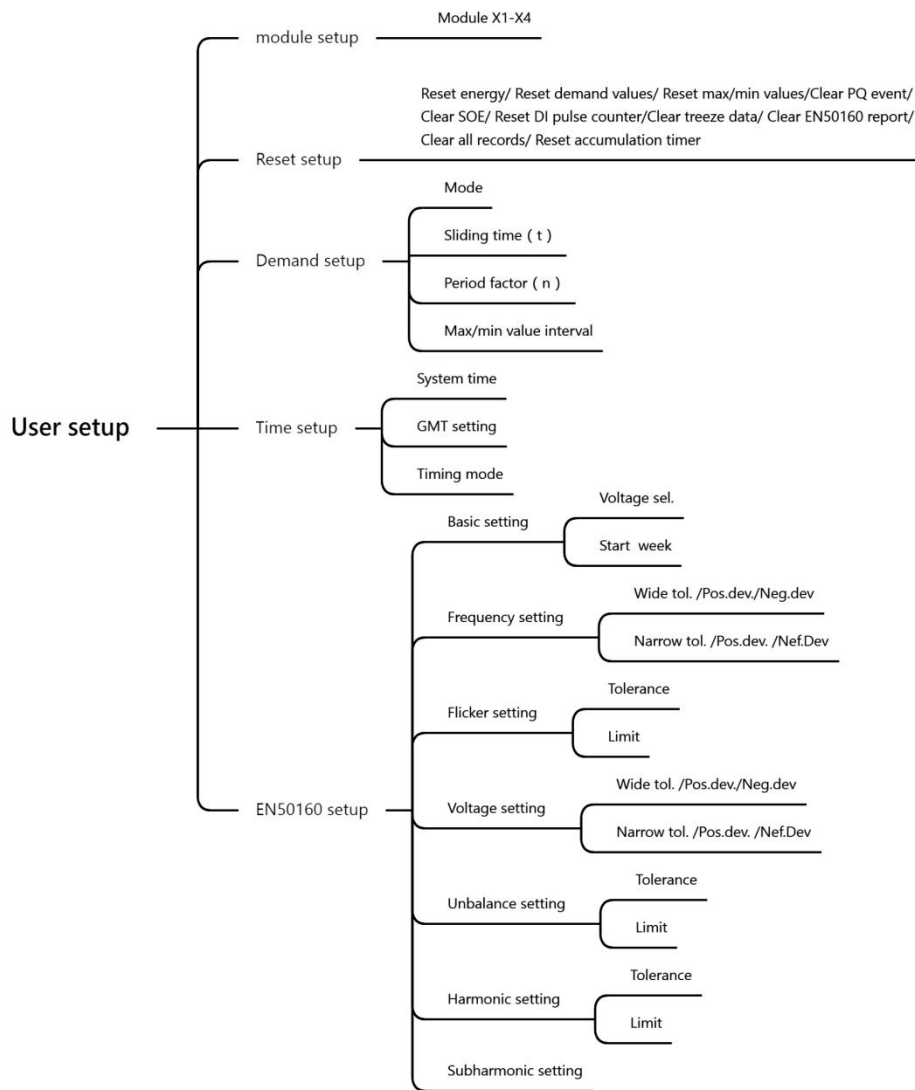 Module X1-X4
module setup
Reset energy/ Reset demand values/ Reset max/min values/Clear PQ event/
Clear SOE/ Reset DI pulse counter/Clear treeze data/ Clear EN50160 report/
Clear all records/ Reset accumulation timer
Reset setup
Mode
Sliding time ( t )
Demand setup
Period factor ( n )
Max/min value interval
System time
User setup
Time setup
GMT setting
Timing mode
Voltage sel.
Basic setting
Start week
Wide tol. /Pos.dev./Neg.dev
Frequency setting
Narrow tol. /Pos.dev. /Nef.Dev
Tolerance
Flicker setting
Limit
Wide tol. /Pos.dev./Neg.dev
EN50160 setup
Voltage setting
Narrow tol. /Pos.dev. /Nef.Dev
Tolerance
Unbalance setting
Limit
Tolerance
Harmonic setting
Limit
Subharmonic setting